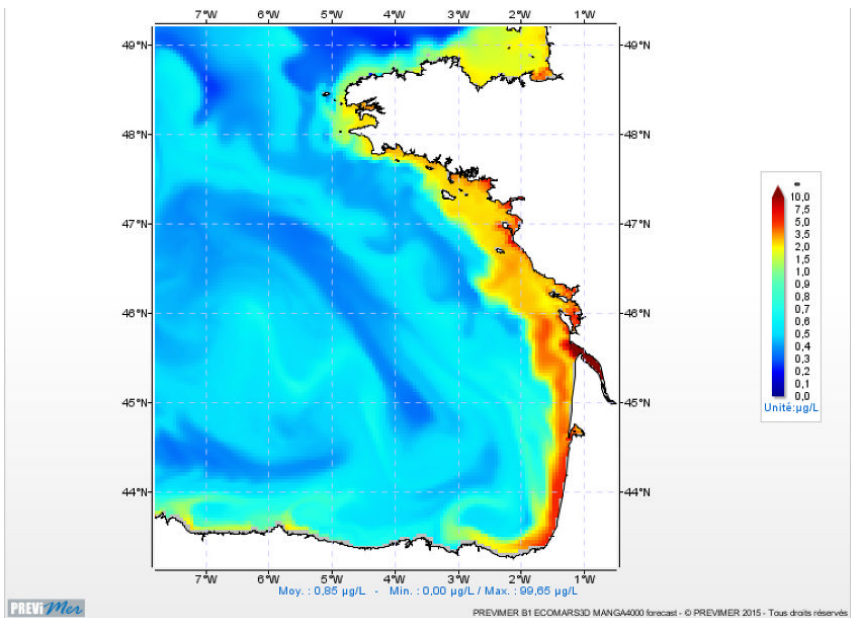 7°W 6°W 5°W 4°W 3°W 2°W 1°W
49°N 49°N
48°N 48°N
47°N 47°N
46°N 46°N
45°N 45°N
44°N 44°N
∞
10,0
7,5
5,0
3,5
2,0
1,5
1,0
0,9
0,8
0,7
0,6
0,5
0,4
0,3
0,2
0,1
0,0
Unité:µg/L
7°W 6°W 5°W 4°W 3°W 2°W 1°W
Moy. : 0,85 µg/L - Min. : 0,00 µg/L / Max. : 99,65 µg/L
PREViMer
PREVIMER B1 ECOMARS3D MANGA4000 forecast - © PREVIMER 2015 - Tous droits réservés